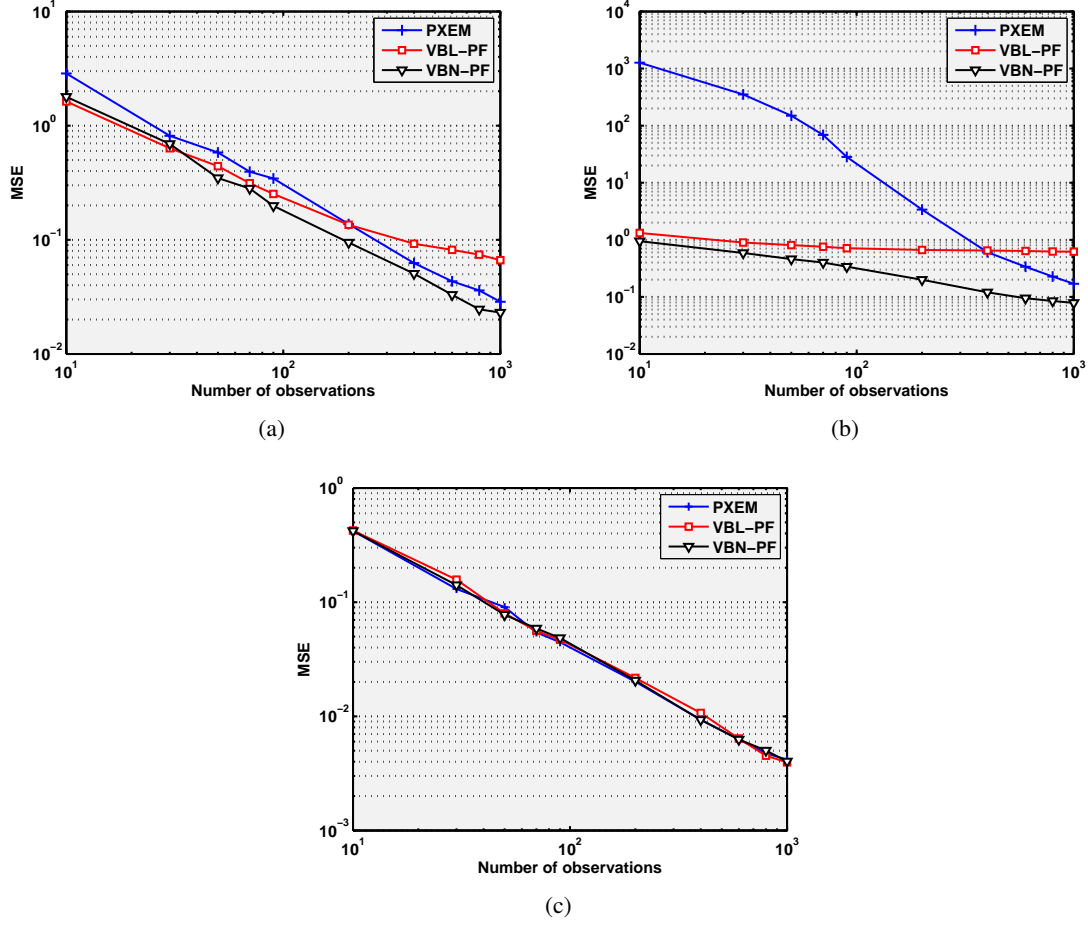 10^1
10^0
10^−1
10^−2
MSE
10^1
10^2
10^3
Number of observations
PXEM
VBL−PF
VBN−PF
(a)
10^4
10^3
10^2
10^1
10^0
10^−1
10^−2
MSE
10^1
10^2
10^3
Number of observations
PXEM
VBL−PF
VBN−PF
(b)
10^0
10^−1
10^−2
10^−3
MSE
10^1
10^2
10^3
Number of observations
PXEM
VBL−PF
VBN−PF
(c)